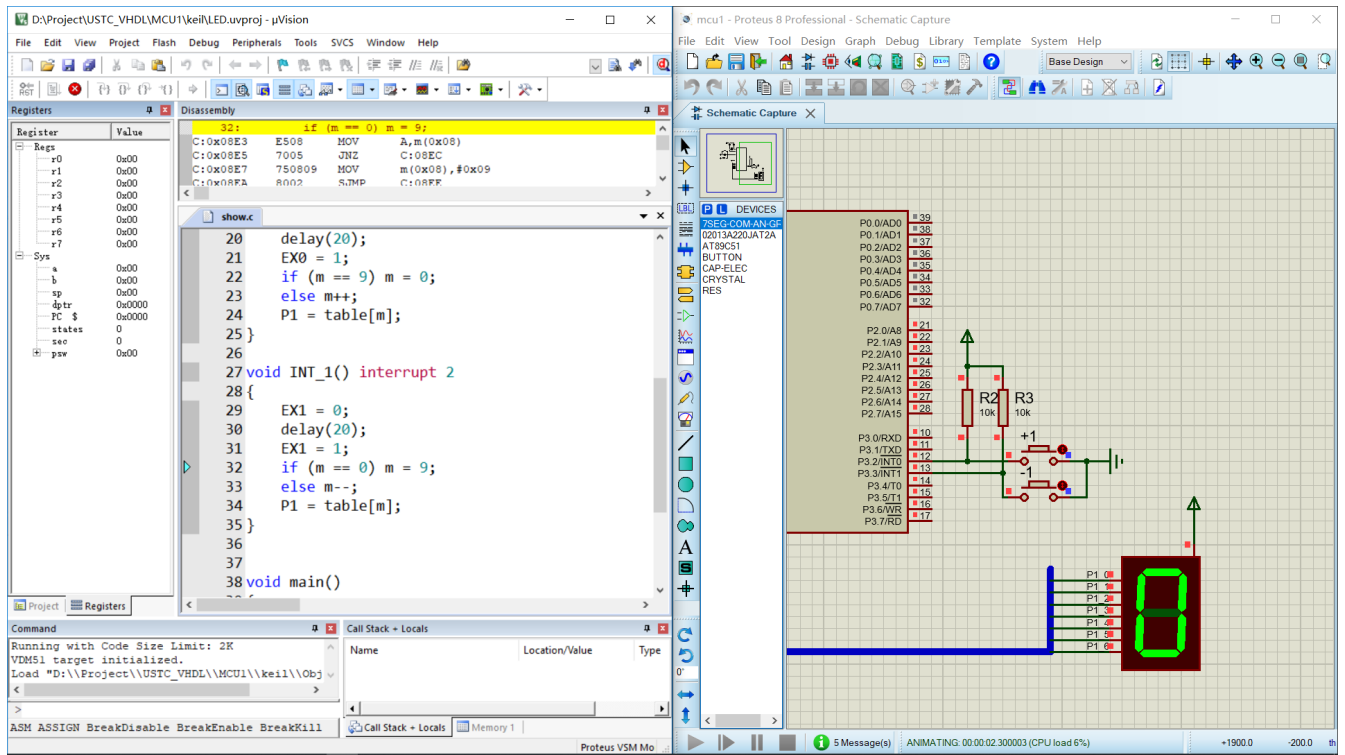 D:\Project\USTC_VHDL\MCU1\keil\LED.uvproj - µVision
File Edit View Project Flash Debug Peripherals Tools SVCS Window Help
Registers
Register Value
Regs
r0 0x00
r1 0x00
r2 0x00
r3 0x00
r4 0x00
r5 0x00
r6 0x00
r7 0x00
Sys
a 0x00
b 0x00
sp 0x00
dptr 0x0000
PC $ 0x0000
states 0
sec 0
psw 0x00
Project Registers
Disassembly
32: if (m == 0) m = 9;
C:0x08E3 E508 MOV A,m(0x08)
C:0x08E5 7005 JNZ C:08EC
C:0x08E7 750809 MOV m(0x08),#0x09
C:0x08EA 8002 SJMP C:08EE
show.c
20 delay(20);
21 EX0 = 1;
22 if (m == 9) m = 0;
23 else m++;
24 P1 = table[m];
25 }
26
27 void INT_1() interrupt 2
28 {
29 EX1 = 0;
30 delay(20);
31 EX1 = 1;
32 if (m == 0) m = 9;
33 else m--;
34 P1 = table[m];
35 }
36
37
38 void main()
Command
Running with Code Size Limit: 2K
VDM51 target initialized.
Load "D:\\Project\\USTC_VHDL\\MCU1\\keil\\Obj
>
ASM ASSIGN BreakDisable BreakEnable BreakKill
Call Stack + Locals
Name Location/Value Type
Call Stack + Locals Memory 1
Proteus VSM Mo
mcu1 - Proteus 8 Professional - Schematic Capture
File Edit View Tool Design Graph Debug Library Template System Help
Base Design
Schematic Capture
P L DEVICES
7SEG-COM-AN-GF
02013A220JAT2A
AT89C51
BUTTON
CAP-ELEC
CRYSTAL
RES
LBL
A
S
0°
P0.0/AD0 39
P0.1/AD1 38
P0.2/AD2 37
P0.3/AD3 36
P0.4/AD4 35
P0.5/AD5 34
P0.6/AD6 33
P0.7/AD7 32
P2.0/A8 21
P2.1/A9 22
P2.2/A10 23
P2.3/A11 24
P2.4/A12 25
P2.5/A13 26
P2.6/A14 27
P2.7/A15 28
P3.0/RXD 10
P3.1/TXD 11
P3.2/INT0 12
P3.3/INT1 13
P3.4/T0 14
P3.5/T1 15
P3.6/WR 16
P3.7/RD 17
R2
10k
R3
10k
+1
-1
P1_0
P1_1
P1_2
P1_3
P1_4
P1_5
P1_6
0
5 Message(s) ANIMATING: 00:00:02.300003 (CPU load 6%) +1900.0 -200.0 th